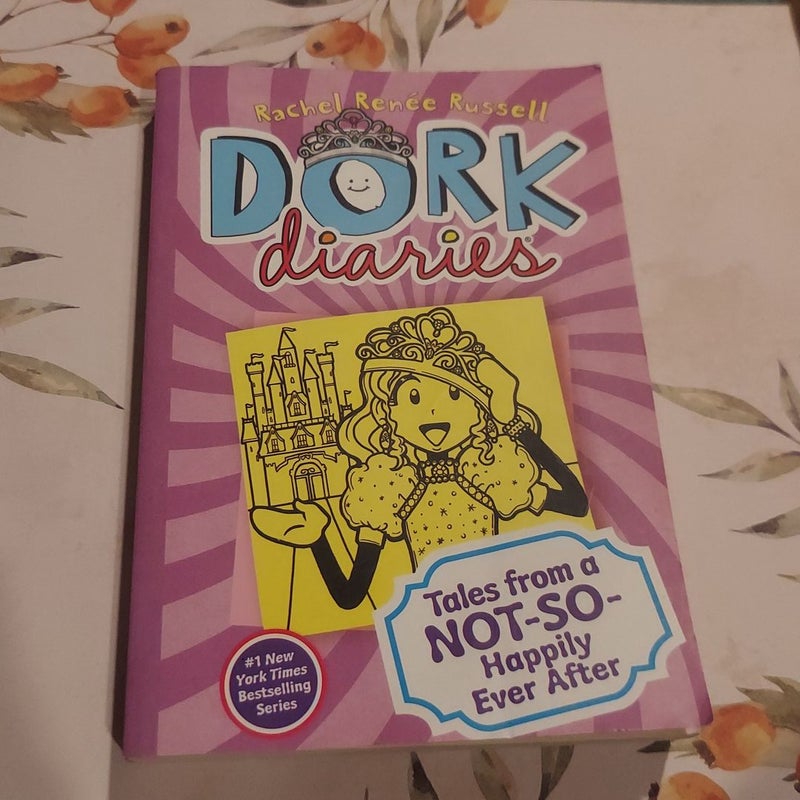 Rachel Renée Russell
DORK
diaries
Tales from a
NOT-SO-
Happily
Ever After
#1 New
York Times
Bestselling
Series